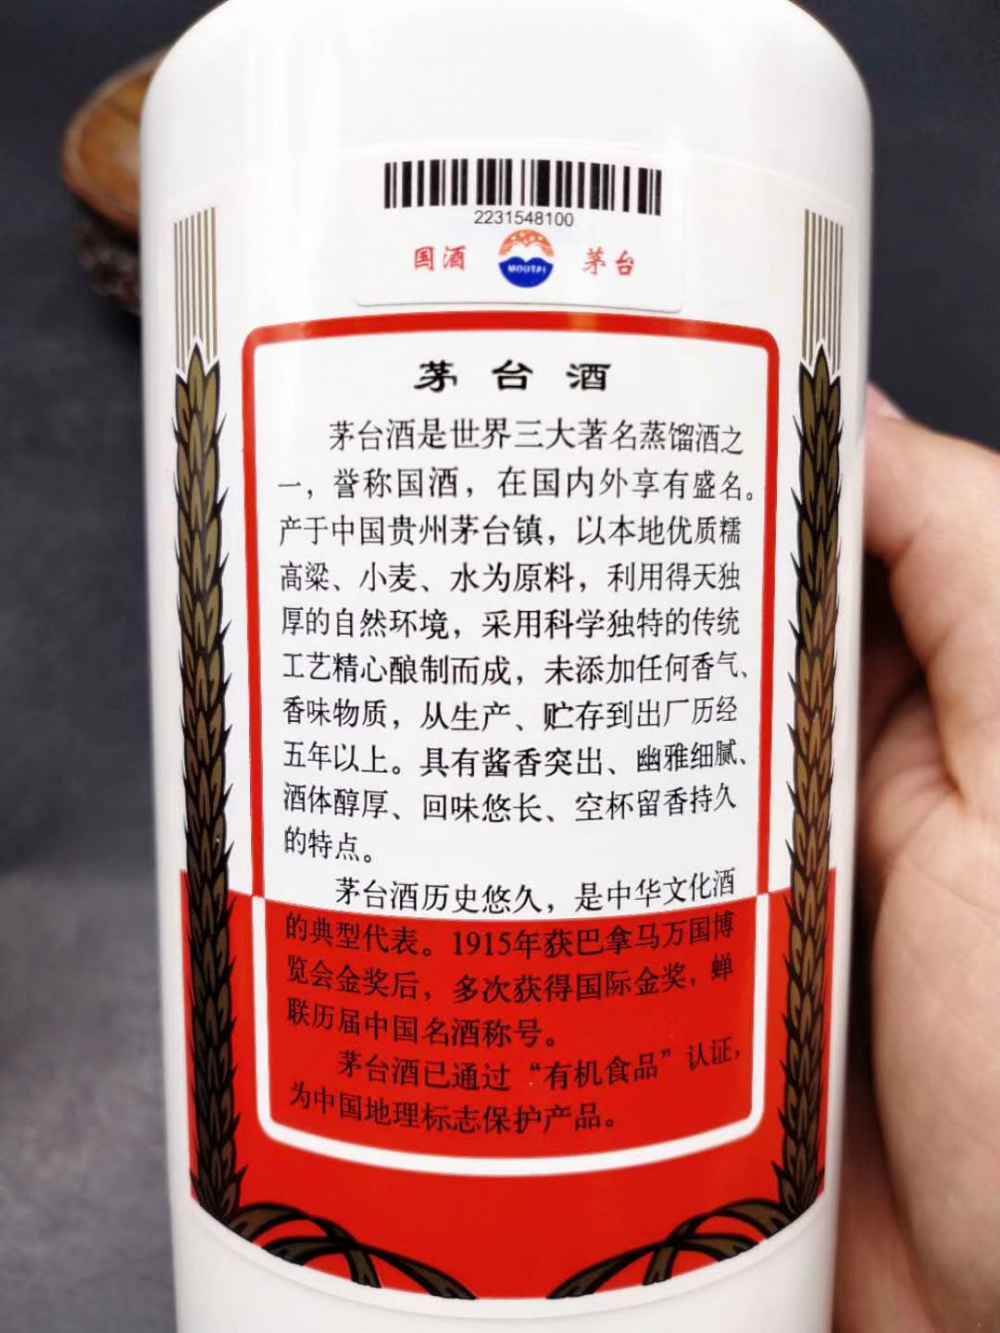 2231548100
国酒 MOUTAI 茅台
茅台酒
茅台酒是世界三大著名蒸馏酒之
一，誉称国酒，在国内外享有盛名。
产于中国贵州茅台镇，以本地优质糯
高粱、小麦、水为原料，利用得天独
厚的自然环境，采用科学独特的传统
工艺精心酿制而成，未添加任何香气、
香味物质，从生产、贮存到出厂历经
五年以上。具有酱香突出、幽雅细腻、
酒体醇厚、回味悠长、空杯留香持久
的特点。
茅台酒历史悠久，是中华文化酒
的典型代表。1915年获巴拿马万国博
览会金奖后，多次获得国际金奖，蝉
联历届中国名酒称号。
茅台酒已通过“有机食品”认证，
为中国地理标志保护产品。